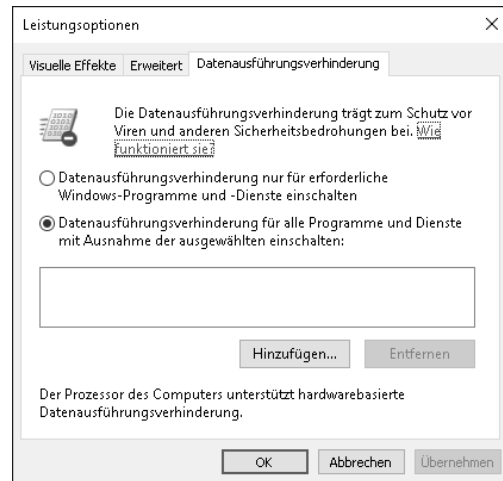 Leistungsoptionen
Visuelle Effekte Erweitert Datenausführungsverhinderung
Die Datenausführungsverhinderung trägt zum Schutz vor
Viren und anderen Sicherheitsbedrohungen bei. Wie
funktioniert sie?
Datenausführungsverhinderung nur für erforderliche
Windows-Programme und -Dienste einschalten
Datenausführungsverhinderung für alle Programme und Dienste
mit Ausnahme der ausgewählten einschalten:
Hinzufügen... Entfernen
Der Prozessor des Computers unterstützt hardwarebasierte
Datenausführungsverhinderung.
OK Abbrechen Übernehmen